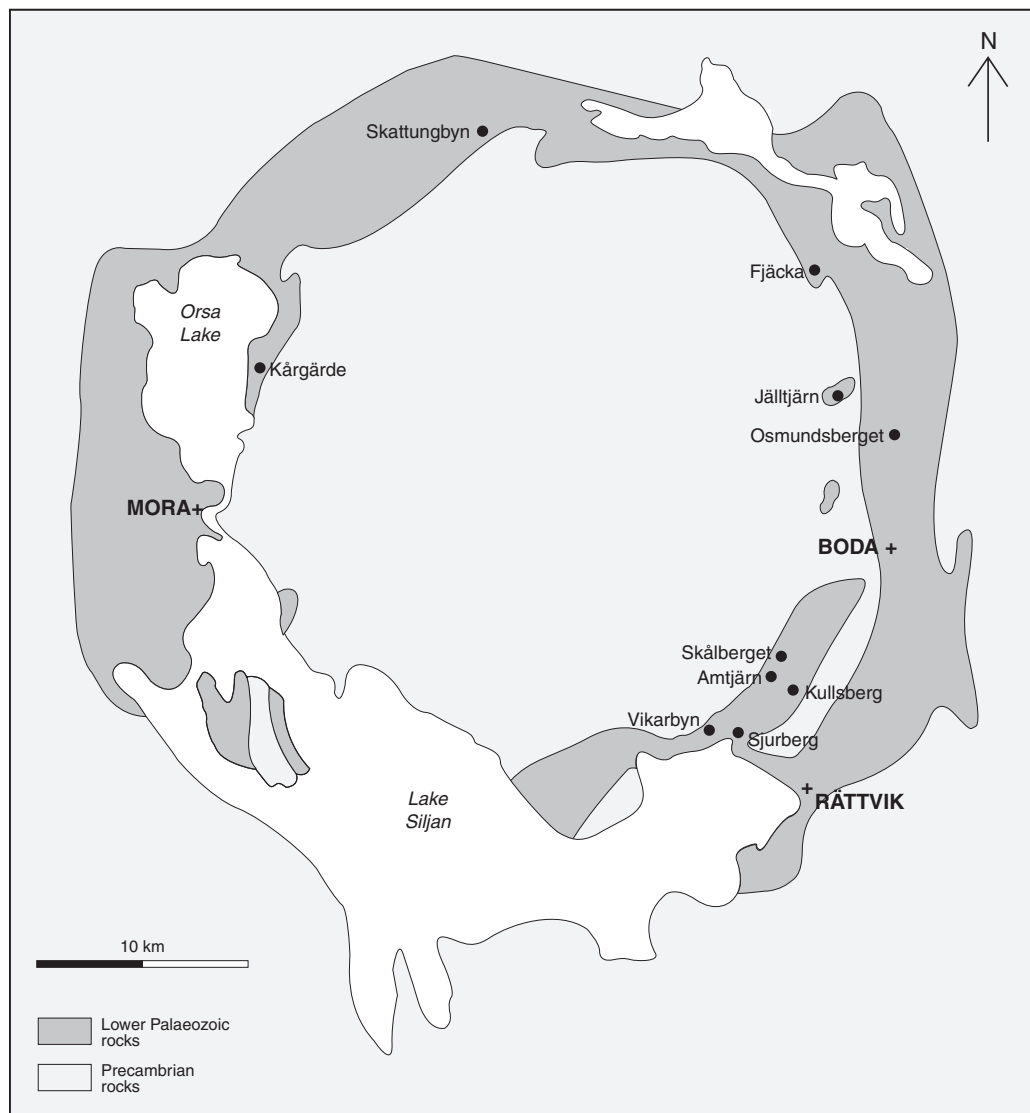 N
Skattungbyn
Fjäcka
Orsa
Lake
Kårgärde
Jälltjärn
Osmundsberget
MORA
BODA
Skålberget
Amtjärn
Kullsberg
Vikarbyn
Sjurberg
Lake
Siljan
RÄTTVIK
10 km
Lower Palaeozoic
rocks
Precambrian
rocks